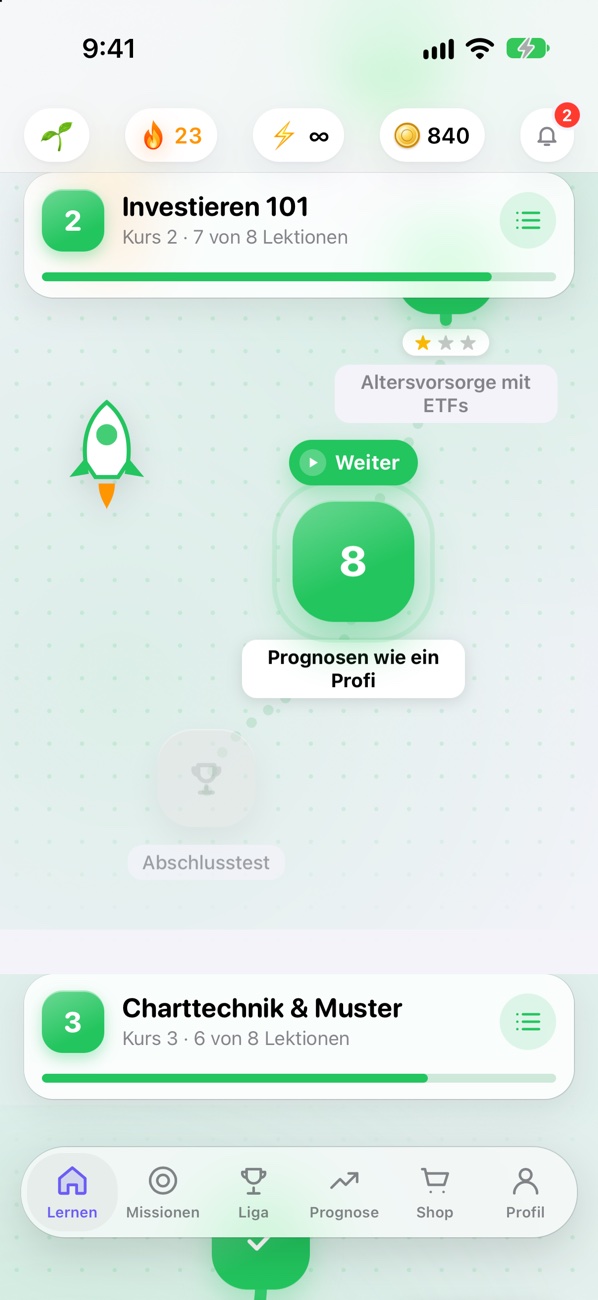 9:41
23
∞
840
2
2
Investieren 101
Kurs 2 · 7 von 8 Lektionen
Altersvorsorge mit
ETFs
Weiter
8
Prognosen wie ein
Profi
Abschlusstest
3
Charttechnik & Muster
Kurs 3 · 6 von 8 Lektionen
Lernen
Missionen
Liga
Prognose
Shop
Profil